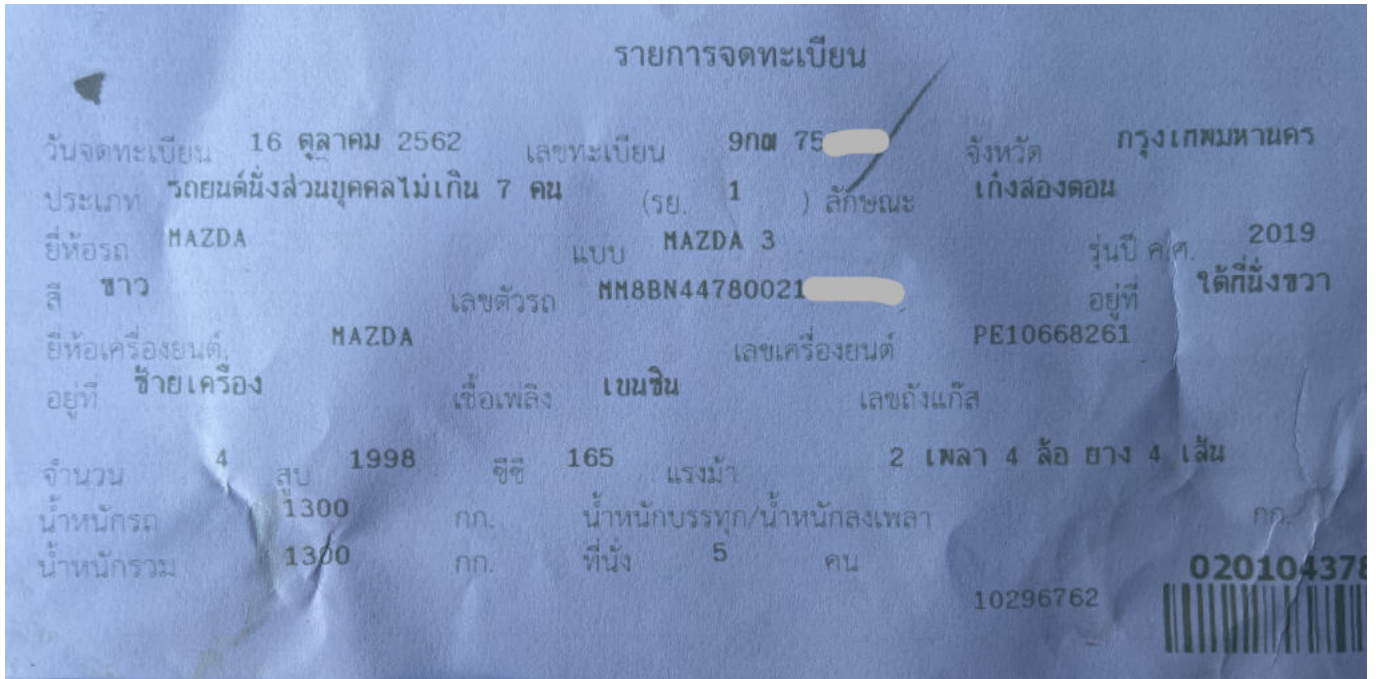 รายการจดทะเบียน
วันจดทะเบียน 16 ตุลาคม 2562 เลขทะเบียน 9กฒ 75 จังหวัด กรุงเทพมหานคร
ประเภท รถยนต์นั่งส่วนบุคคลไม่เกิน 7 คน (รย. 1 ) ลักษณะ เก๋งสองตอน
ยี่ห้อรถ MAZDA แบบ MAZDA 3 รุ่นปี ค.ศ. 2019
สี ขาว เลขตัวรถ MM8BN44780021 อยู่ที่ ใต้ที่นั่งขวา
ยี่ห้อเครื่องยนต์ MAZDA เลขเครื่องยนต์ PE10668261
อยู่ที่ ซ้ายเครื่อง เชื้อเพลิง เบนซิน เลขถังแก๊ส
จำนวน 4 สูบ 1998 ซีซี 165 แรงม้า 2 เพลา 4 ล้อ ยาง 4 เส้น
น้ำหนักรถ 1300 กก. น้ำหนักบรรทุก/น้ำหนักลงเพลา กก.
น้ำหนักรวม 1300 กก. ที่นั่ง 5 คน
020104378
10296762